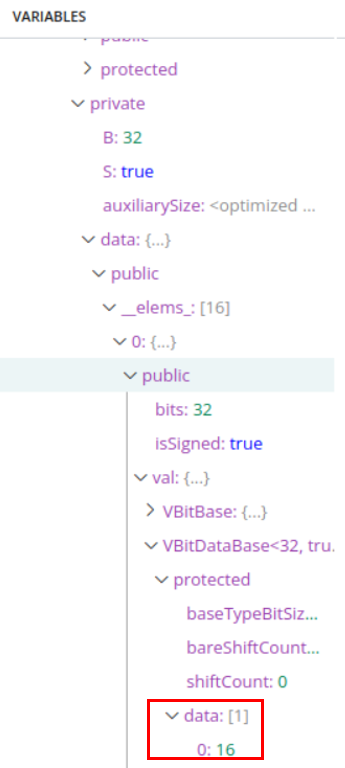 VARIABLES
public
protected
private
B: 32
S: true
auxiliarySize: <optimized ...
data: {...}
public
__elems_: [16]
0: {...}
public
bits: 32
isSigned: true
val: {...}
VBitBase: {...}
VBitDataBase<32, tru.
protected
baseTypeBitSiz...
bareShiftCount...
shiftCount: 0
data: [1]
0: 16